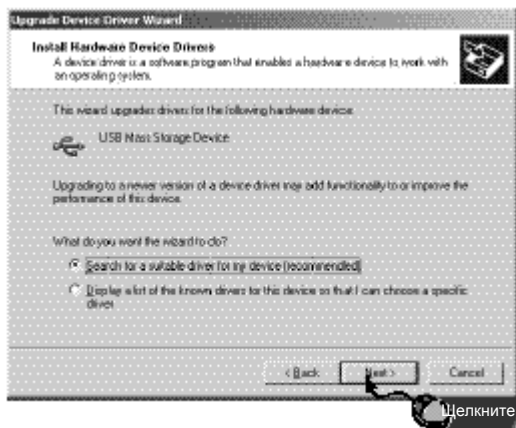 Upgrade Device Driver Wizard
Install Hardware Device Drivers
A device driver is a software program that enables a hardware device to work with
an operating system.
This wizard upgrades drivers for the following hardware device:
USB Mass Storage Device
Upgrading to a newer version of a device driver may add functionality to or improve the
performance of this device.
What do you want the wizard to do?
Search for a suitable driver for my device (recommended)
Display a list of the known drivers for this device so that I can choose a specific
driver
< Back
Next >
Cancel
Щелкните